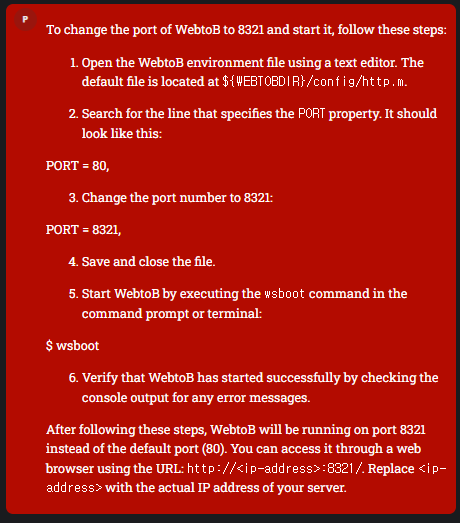 P
To change the port of WebtoB to 8321 and start it, follow these steps:
1. Open the WebtoB environment file using a text editor. The
default file is located at ${WEBTOBDIR}/config/http.m.
2. Search for the line that specifies the PORT property. It should
look like this:
PORT = 80,
3. Change the port number to 8321:
PORT = 8321,
4. Save and close the file.
5. Start WebtoB by executing the wsboot command in the
command prompt or terminal:
$ wsboot
6. Verify that WebtoB has started successfully by checking the
console output for any error messages.
After following these steps, WebtoB will be running on port 8321
instead of the default port (80). You can access it through a web
browser using the URL: http://<ip-address>:8321/. Replace <ip-
address> with the actual IP address of your server.